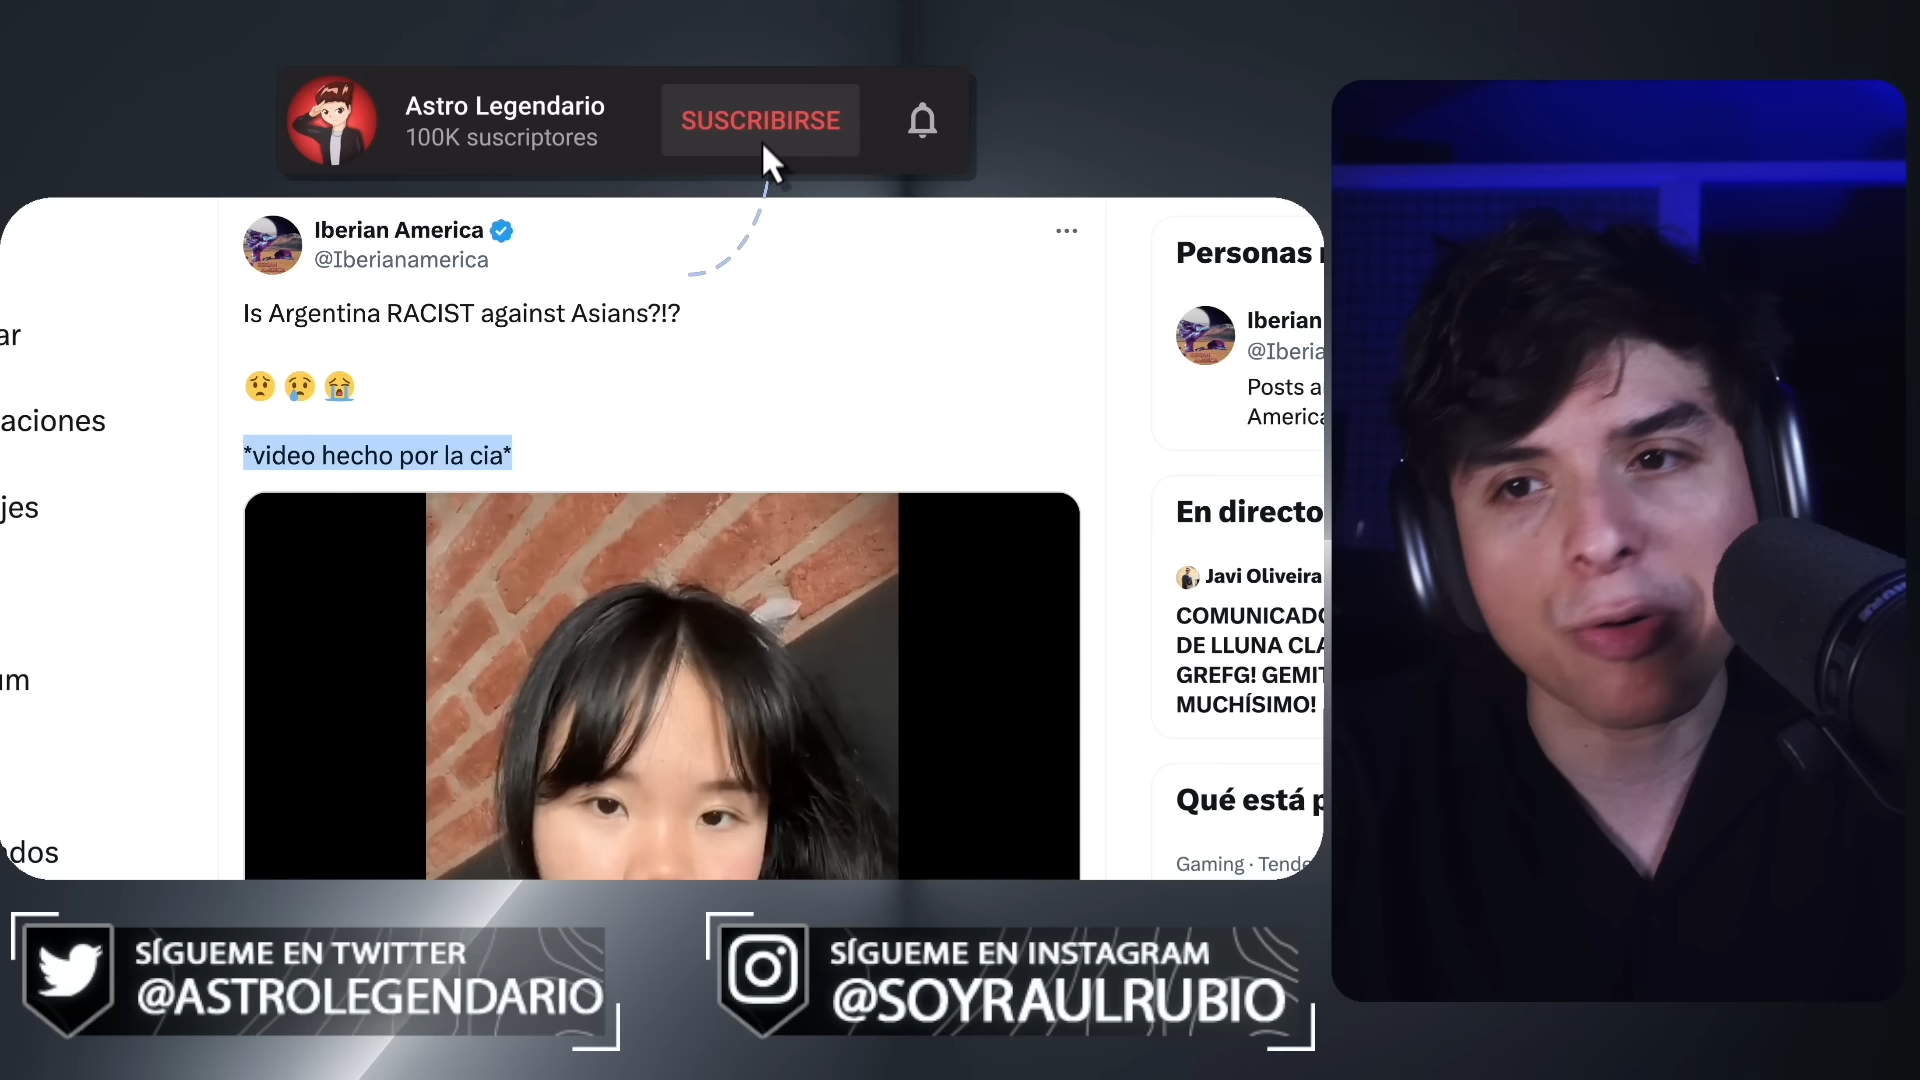 Astro Legendario
100K suscriptores
SUSCRIBIRSE
Iberian America
@Iberianamerica
Is Argentina RACIST against Asians?!?
😟 😢 😭
*video hecho por la cia*
ar
aciones
jes
um
dos
Personas
Iberian
@Iberia
Posts a
America
En directo
Javi Oliveira
COMUNICADO
DE LLUNA CLA
GREFG! GEMIT
MUCHÍSIMO!
Qué está p
Gaming · Tende
SÍGUEME EN TWITTER
@ASTROLEGENDARIO
SÍGUEME EN INSTAGRAM
@SOYRAULRUBIO